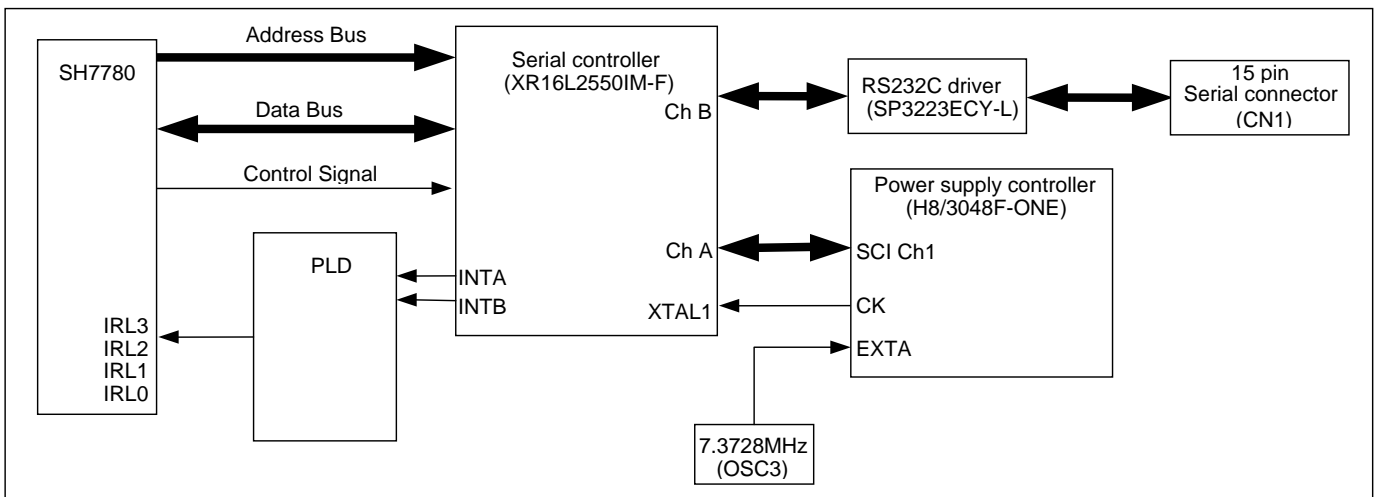 Address Bus
SH7780
Data Bus
Control Signal
Serial controller
(XR16L2550IM-F)
Ch B
Ch A
INTA
INTB
XTAL1
RS232C driver
(SP3223ECY-L)
15 pin
Serial connector
(CN1)
Power supply controller
(H8/3048F-ONE)
SCI Ch1
CK
EXTA
PLD
IRL3
IRL2
IRL1
IRL0
7.3728MHz
(OSC3)